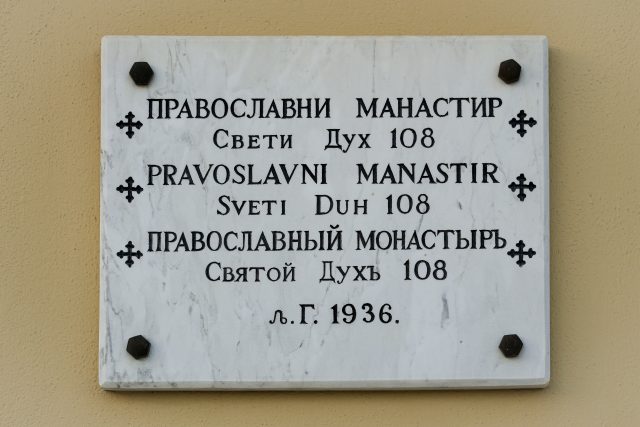 ПРАВОСЛАВНИ МАНАСТИР
СВЕТИ ДУХ 108
PRAVOSLAVNI MANASTIR
SVETI DUH 108
ПРАВОСЛАВНЫЙ МОНАСТЫРЪ
СВЯТОЙ ДУХЪ 108
љ.Г. 1936.